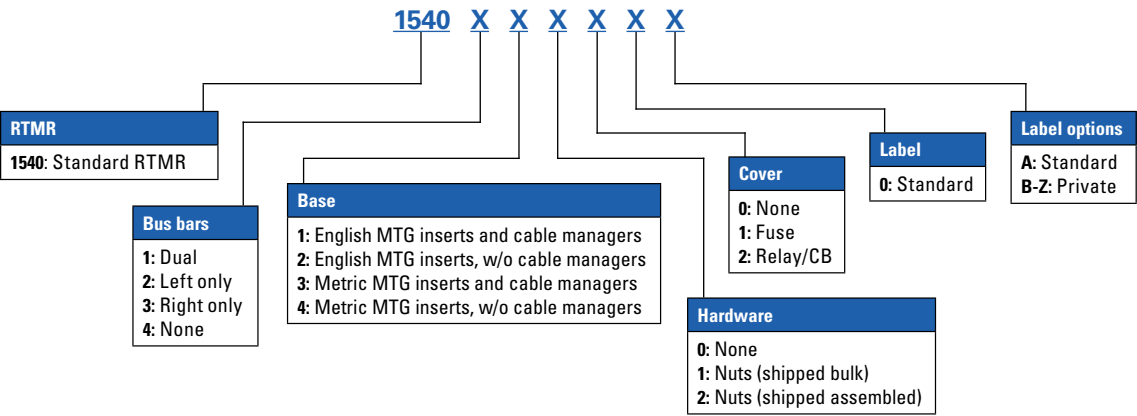 1540 X X X X X X
RTMR
1540: Standard RTMR
Bus bars
1: Dual
2: Left only
3: Right only
4: None
Base
1: English MTG inserts and cable managers
2: English MTG inserts, w/o cable managers
3: Metric MTG inserts and cable managers
4: Metric MTG inserts, w/o cable managers
Hardware
0: None
1: Nuts (shipped bulk)
2: Nuts (shipped assembled)
Cover
0: None
1: Fuse
2: Relay/CB
Label
0: Standard
Label options
A: Standard
B-Z: Private